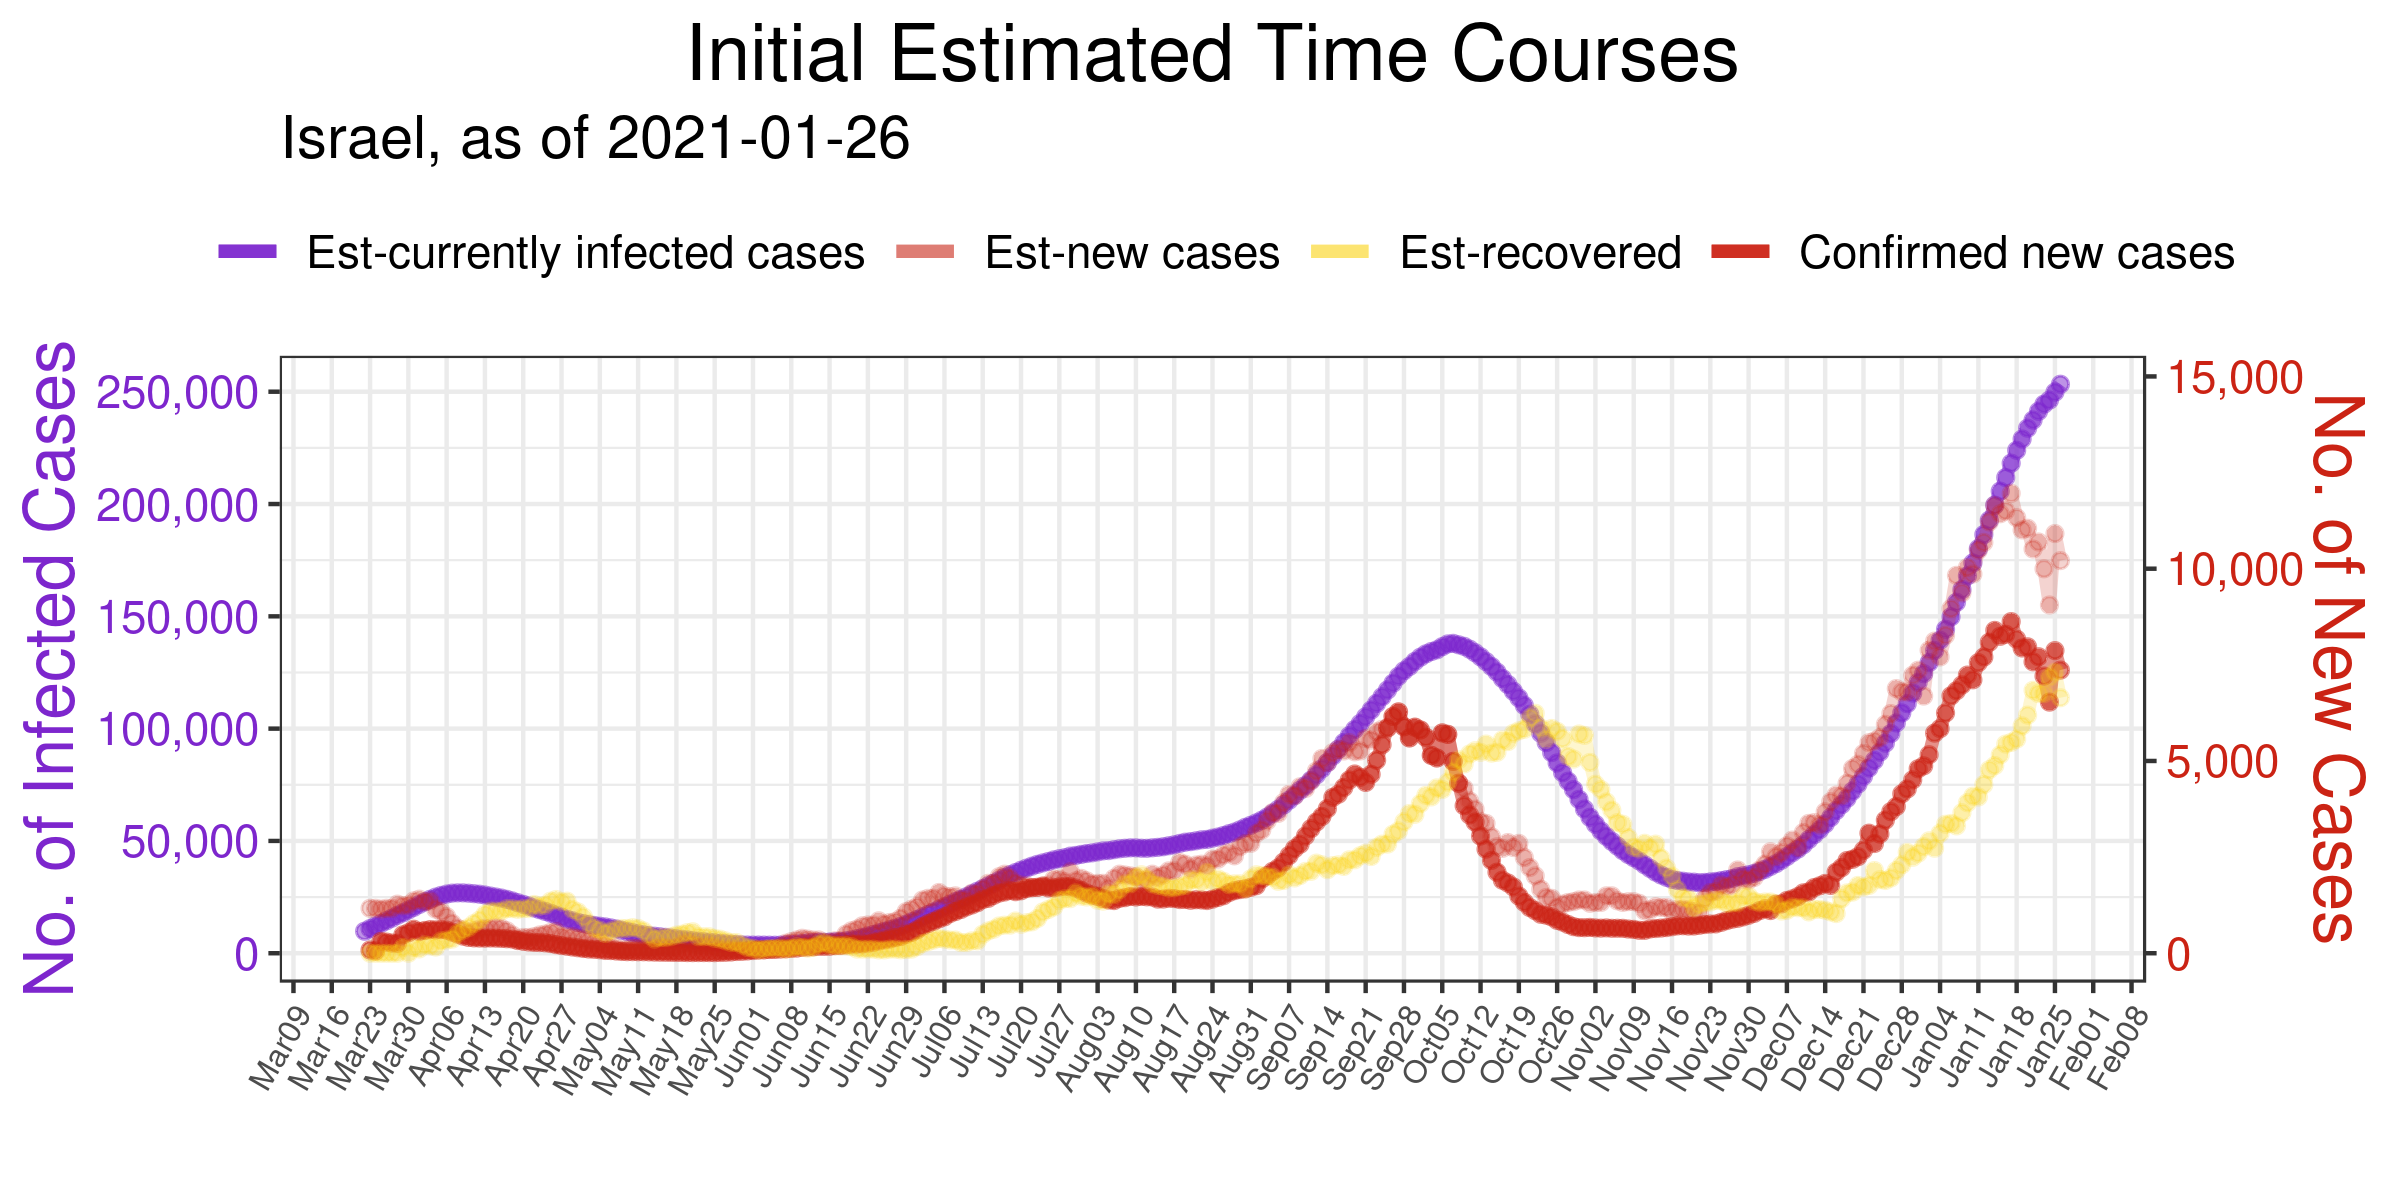 Initial Estimated Time Courses
Israel, as of 2021-01-26
Est-currently infected cases Est-new cases Est-recovered Confirmed new cases
No. of Infected Cases
250,000
200,000
150,000
100,000
50,000
0
15,000
10,000
5,000
0
No. of New Cases
Mar09 Mar16 Mar23 Mar30 Apr06 Apr13 Apr20 Apr27 May04 May11 May18 May25 Jun01 Jun08 Jun15 Jun22 Jun29 Jul06 Jul13 Jul20 Jul27 Aug03 Aug10 Aug17 Aug24 Aug31 Sep07 Sep14 Sep21 Sep28 Oct05 Oct12 Oct19 Oct26 Nov02 Nov09 Nov16 Nov23 Nov30 Dec07 Dec14 Dec21 Dec28 Jan04 Jan11 Jan18 Jan25 Feb01 Feb08